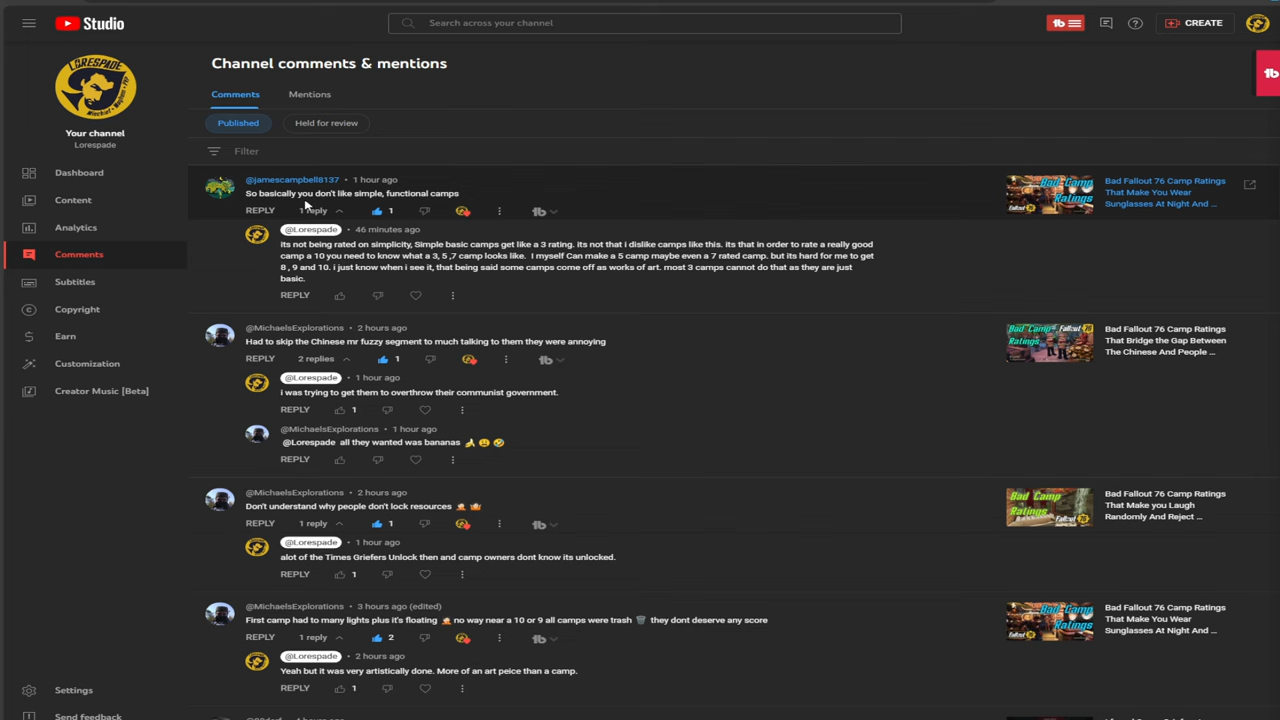 Studio
Search across your channel
CREATE
LORESPADE
Channel comments & mentions
Comments
Mentions
Your channel
Lorespade
Published
Held for review
Filter
Dashboard
Content
Analytics
Comments
Subtitles
Copyright
Earn
Customization
Creator Music [Beta]
Settings
Send feedback
@jamescampbell8137 • 1 hour ago
So basically you don't like simple, functional camps
REPLY 1 reply 1
Bad Fallout 76 Camp Ratings
That Make You Wear
Sunglasses At Night And ...
@Lorespade 46 minutes ago
Its not being rated on simplicity, Simple basic camps get like a 3 rating. its not that i dislike camps like this. its that in order to rate a really good
camp a 10 you need to know what a 3, 5 ,7 camp looks like. I myself Can make a 5 camp maybe even a 7 rated camp. but its hard for me to get
8 , 9 and 10. i just know when i see it, that being said some camps come off as works of art. most 3 camps cannot do that as they are just
basic.
REPLY
@MichaelsExplorations • 2 hours ago
Had to skip the Chinese mr fuzzy segment to much talking to them they were annoying
REPLY 2 replies 1
Bad Camp Fallout 76
Ratings
Bad Fallout 76 Camp Ratings
That Bridge the Gap Between
The Chinese And People ...
@Lorespade • 1 hour ago
i was trying to get them to overthrow their communist government.
REPLY 1
@MichaelsExplorations • 1 hour ago
@Lorespade all they wanted was bananas 🍌 😩 🤣
REPLY
@MichaelsExplorations • 2 hours ago
Don't understand why people don't lock resources
REPLY 1 reply 1
Bad Camp
Ratings
Bad Fallout 76 Camp Ratings
That Make you Laugh
Randomly And Reject ...
@Lorespade • 1 hour ago
alot of the Times Griefers Unlock then and camp owners dont know its unlocked.
REPLY 1
@MichaelsExplorations • 3 hours ago (edited)
First camp had to many lights plus it's floating no way near a 10 or 9 all camps were trash 🗑 they dont deserve any score
REPLY 1 reply 2
Bad Fallout 76 Camp Ratings
That Make You Wear
Sunglasses At Night And ...
@Lorespade • 2 hours ago
Yeah but it was very artistically done. More of an art peice than a camp.
REPLY 1